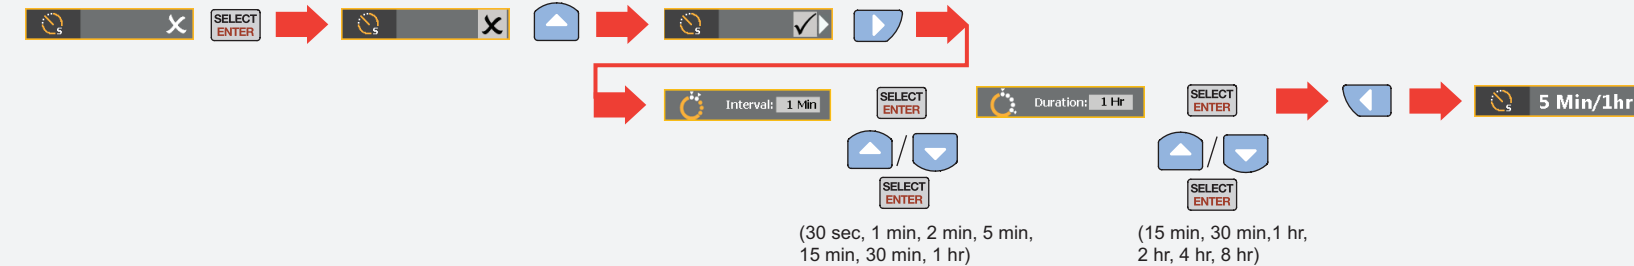 SELECT
ENTER
Interval: 1 Min
SELECT
ENTER
SELECT
ENTER
(30 sec, 1 min, 2 min, 5 min,
15 min, 30 min, 1 hr)
Duration: 1 Hr
SELECT
ENTER
SELECT
ENTER
(15 min, 30 min,1 hr,
2 hr, 4 hr, 8 hr)
5 Min/1hr